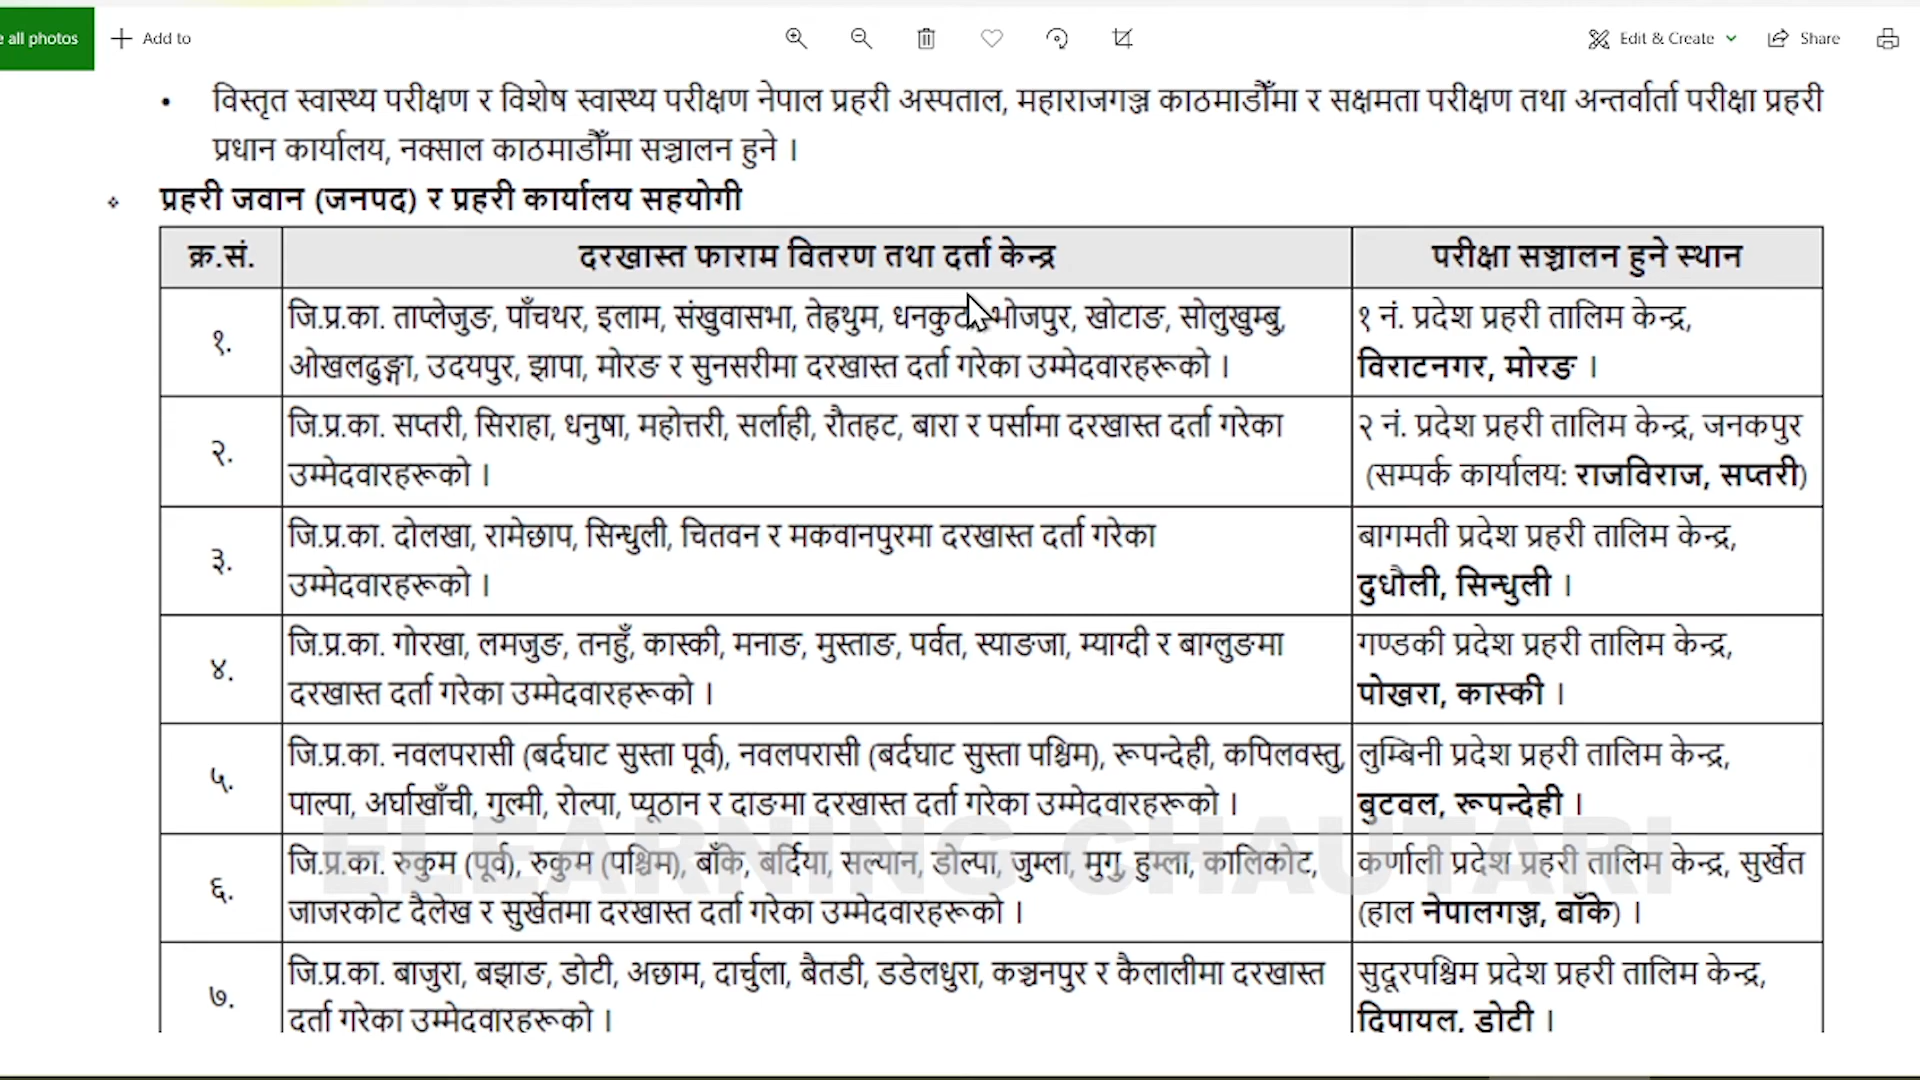 e all photos
Add to
Edit & Create
Share
• विस्तृत स्वास्थ्य परीक्षण र विशेष स्वास्थ्य परीक्षण नेपाल प्रहरी अस्पताल, महाराजगञ्ज काठमाडौँमा र सक्षमता परीक्षण तथा अन्तर्वार्ता परीक्षा प्रहरी
प्रधान कार्यालय, नक्साल काठमाडौँमा सञ्चालन हुने ।
प्रहरी जवान (जनपद) र प्रहरी कार्यालय सहयोगी
क्र.सं. दरखास्त फाराम वितरण तथा दर्ता केन्द्र परीक्षा सञ्चालन हुने स्थान
१.
जि.प्र.का. ताप्लेजुङ, पाँचथर, इलाम, संखुवासभा, तेह्रथुम, भोजपुर, खोटाङ, सोलुखुम्बु,
ओखलढुङ्गा, उदयपुर, झापा, मोरङ र सुनसरीमा दरखास्त दर्ता गरेका उम्मेदवारहरूको ।
१ नं. प्रदेश प्रहरी तालिम केन्द्र,
विराटनगर, मोरङ ।
२.
जि.प्र.का. सप्तरी, सिराहा, धनुषा, महोत्तरी, सर्लाही, रौतहट, बारा र पर्सामा दरखास्त दर्ता गरेका
उम्मेदवारहरूको ।
२ नं. प्रदेश प्रहरी तालिम केन्द्र, जनकपुर
(सम्पर्क कार्यालय: राजविराज, सप्तरी)
३.
जि.प्र.का. दोलखा, रामेछाप, सिन्धुली, चितवन र मकवानपुरमा दरखास्त दर्ता गरेका
उम्मेदवारहरूको ।
बागमती प्रदेश प्रहरी तालिम केन्द्र,
दुधौली, सिन्धुली ।
४.
जि.प्र.का. गोरखा, लमजुङ, तनहुँ, कास्की, मनाङ, मुस्ताङ, पर्वत, स्याङजा, म्याग्दी र बाग्लुङमा
दरखास्त दर्ता गरेका उम्मेदवारहरूको ।
गण्डकी प्रदेश प्रहरी तालिम केन्द्र,
पोखरा, कास्की ।
५.
जि.प्र.का. नवलपरासी (बर्दघाट सुस्ता पूर्व), नवलपरासी (बर्दघाट सुस्ता पश्चिम), रूपन्देही, कपिलवस्तु,
पाल्पा, अर्घाखाँची, गुल्मी, रोल्पा, प्यूठान र दाङमा दरखास्त दर्ता गरेका उम्मेदवारहरूको ।
लुम्बिनी प्रदेश प्रहरी तालिम केन्द्र,
बुटवल, रूपन्देही ।
६.
जि.प्र.का. रुकुम (पूर्व), रुकुम (पश्चिम), बाँके, बर्दिया, सल्यान, डोल्पा, जुम्ला, मुगु, हुम्ला, कालिकोट,
जाजरकोट दैलेख र सुर्खेतमा दरखास्त दर्ता गरेका उम्मेदवारहरूको ।
कर्णाली प्रदेश प्रहरी तालिम केन्द्र, सुर्खेत
(हाल नेपालगञ्ज, बाँके) ।
ELEARNING CHAUTARI
७.
जि.प्र.का. बाजुरा, बझाङ, डोटी, अछाम, दार्चुला, बैतडी, डडेलधुरा, कञ्चनपुर र कैलालीमा दरखास्त
दर्ता गरेका उम्मेदवारहरूको ।
सुदूरपश्चिम प्रदेश प्रहरी तालिम केन्द्र,
दिपायल, डोटी ।